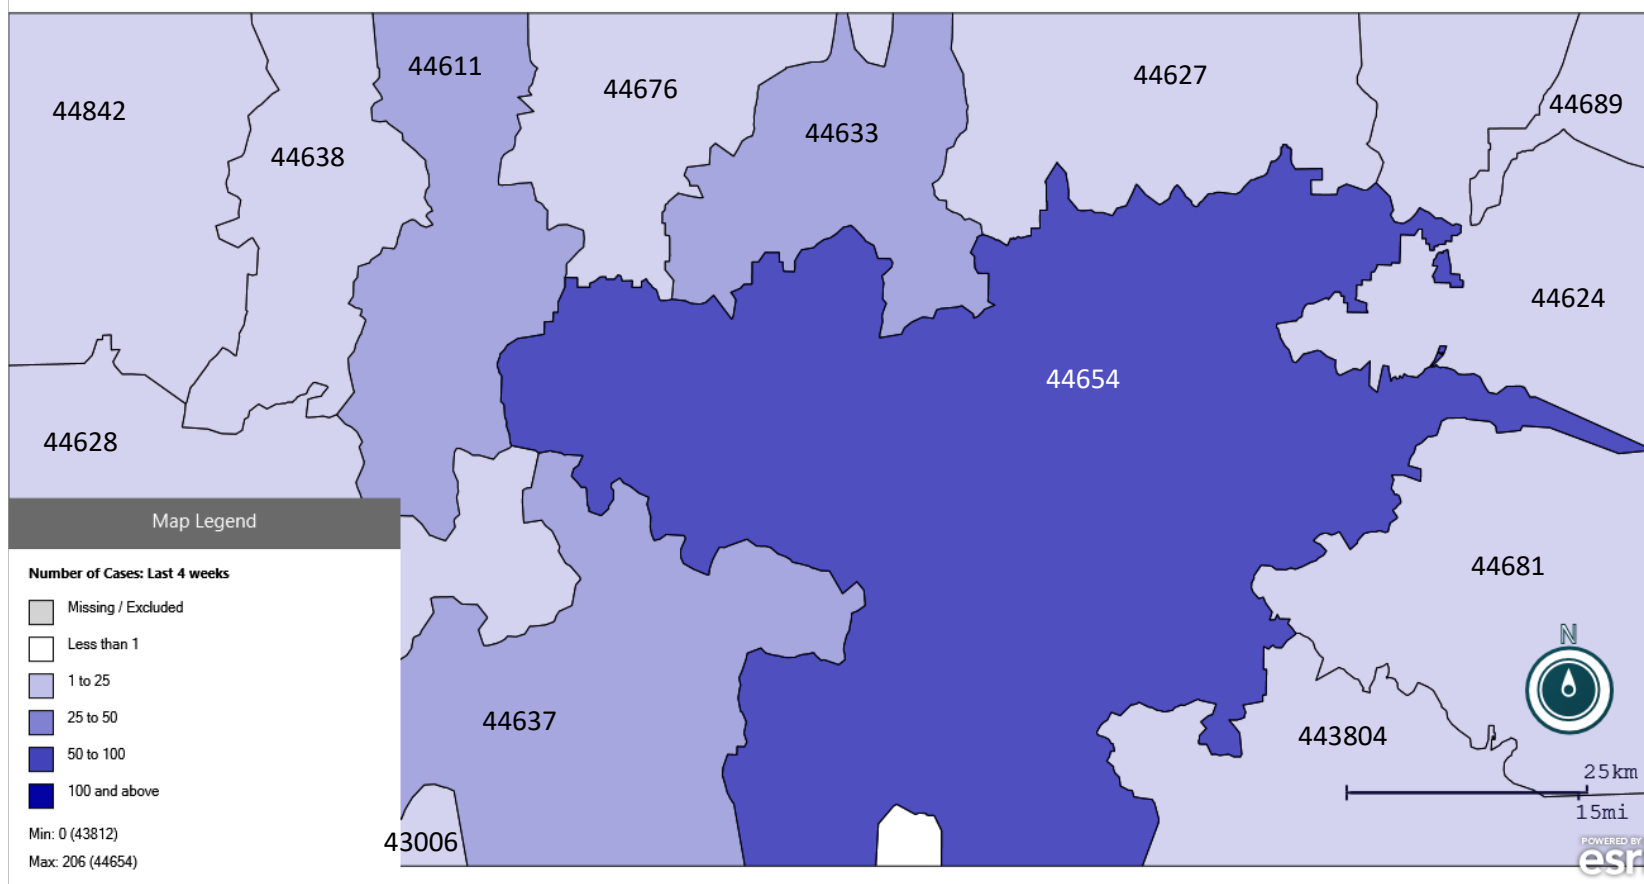 44611
44676
44627
44842
44689
44633
44638
44624
44654
44628
Map Legend
44681
Number of Cases: Last 4 weeks
Missing / Excluded
Less than 1
N
1 to 25
25 to 50
44637
443804
50 to 100
25km
100 and above
15mi
Min: 0 (43812)
43006
POWERED BY
esri
Max: 206 (44654)